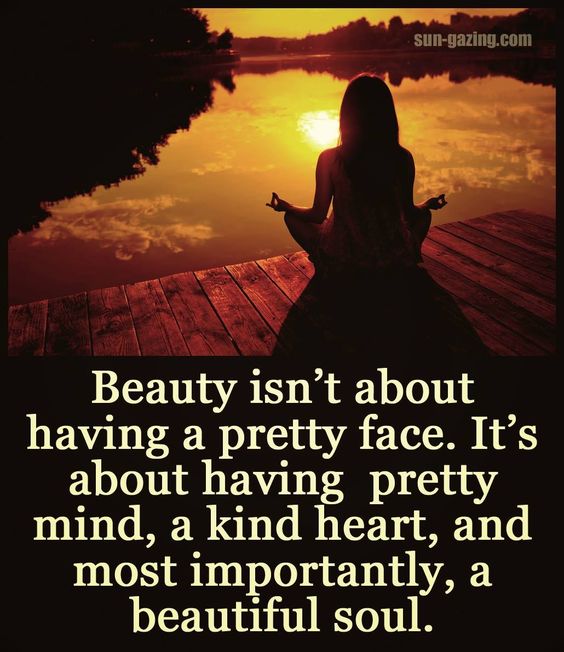 sun-gazing.com
Beauty isn’t about
having a pretty face. It’s
about having  pretty
mind, a kind heart, and
most importantly, a
beautiful soul.